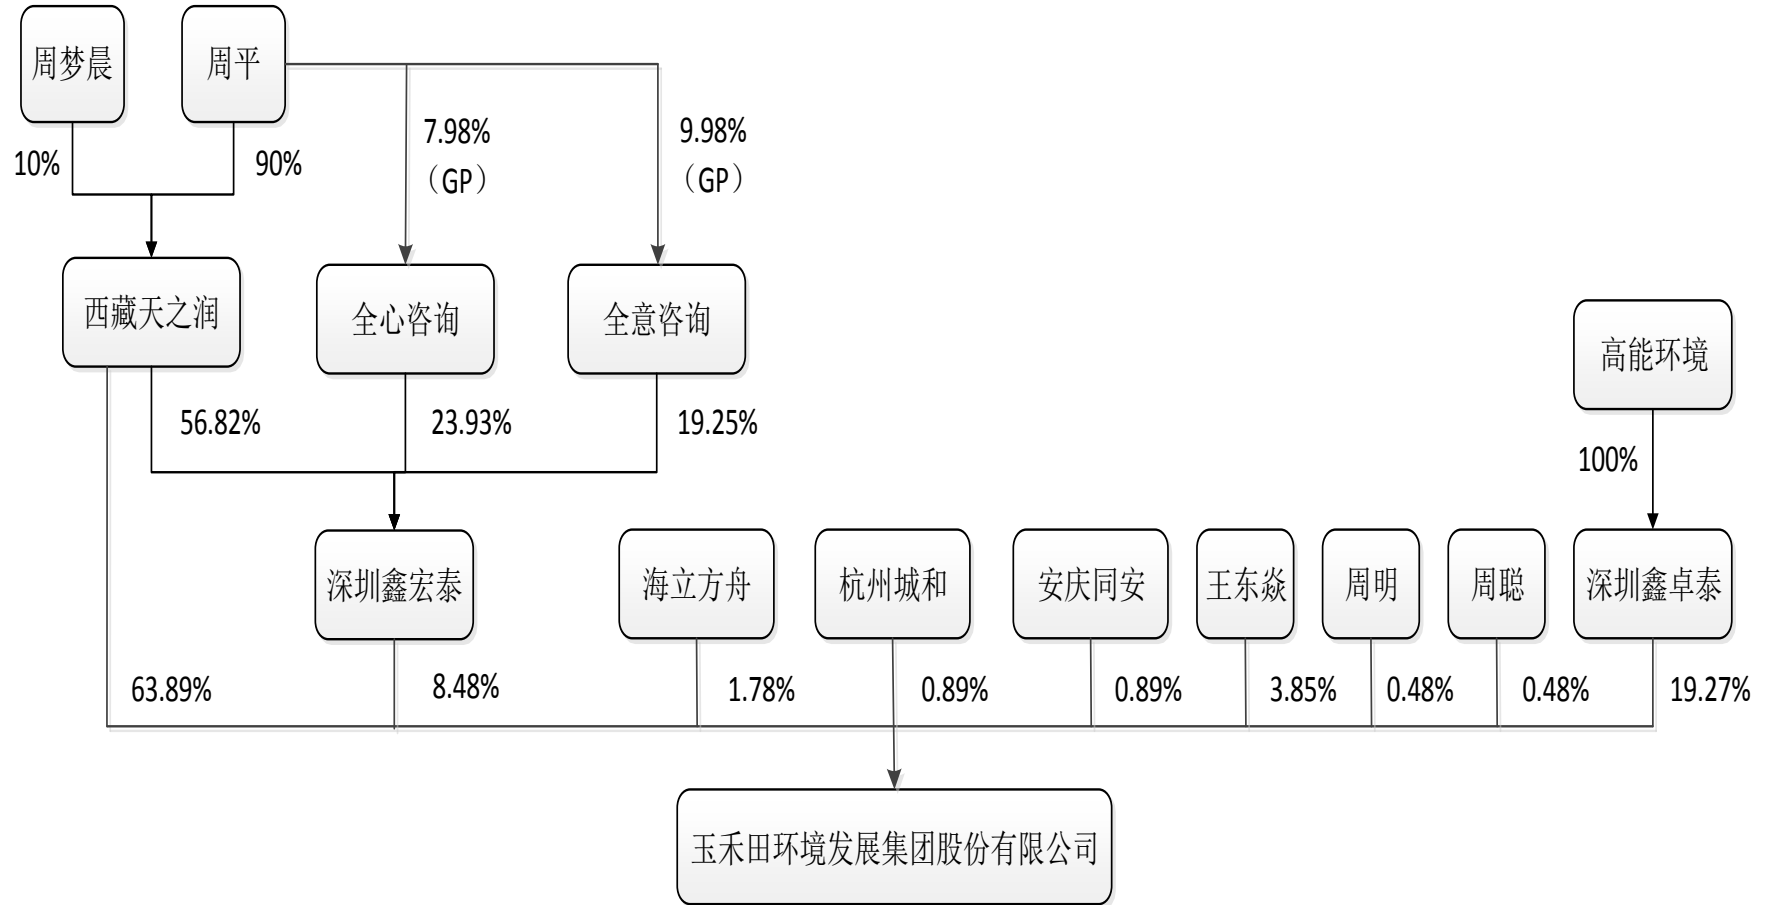 周梦晨
周平
7.98%
（GP）
9.98%
（GP）
10%
90%
西藏天之润
全心咨询
全意咨询
高能环境
56.82%
23.93%
19.25%
100%
深圳鑫宏泰
海立方舟
杭州城和
安庆同安
王东焱
周明
周聪
深圳鑫卓泰
63.89%
8.48%
1.78%
0.89%
0.89%
3.85%
0.48%
0.48%
19.27%
玉禾田环境发展集团股份有限公司